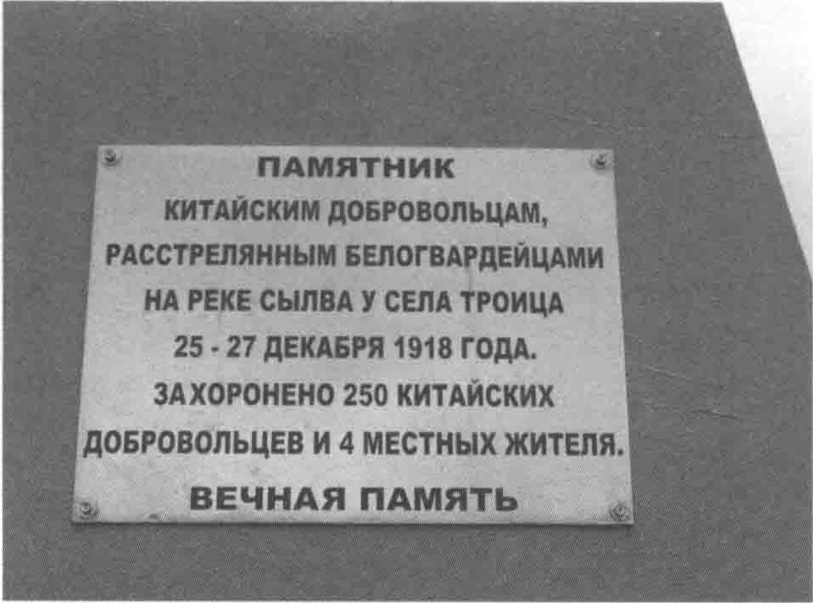 ПАМЯТНИК
КИТАЙСКИМ ДОБРОВОЛЬЦАМ,
РАССТРЕЛЯННЫМ БЕЛОГВАРДЕЙЦАМИ
НА РЕКЕ СЫЛВА У СЕЛА ТРОИЦА
25 - 27 ДЕКАБРЯ 1918 ГОДА.
ЗАХОРОНЕНО 250 КИТАЙСКИХ
ДОБРОВОЛЬЦЕВ И 4 МЕСТНЫХ ЖИТЕЛЯ.
ВЕЧНАЯ ПАМЯТЬ